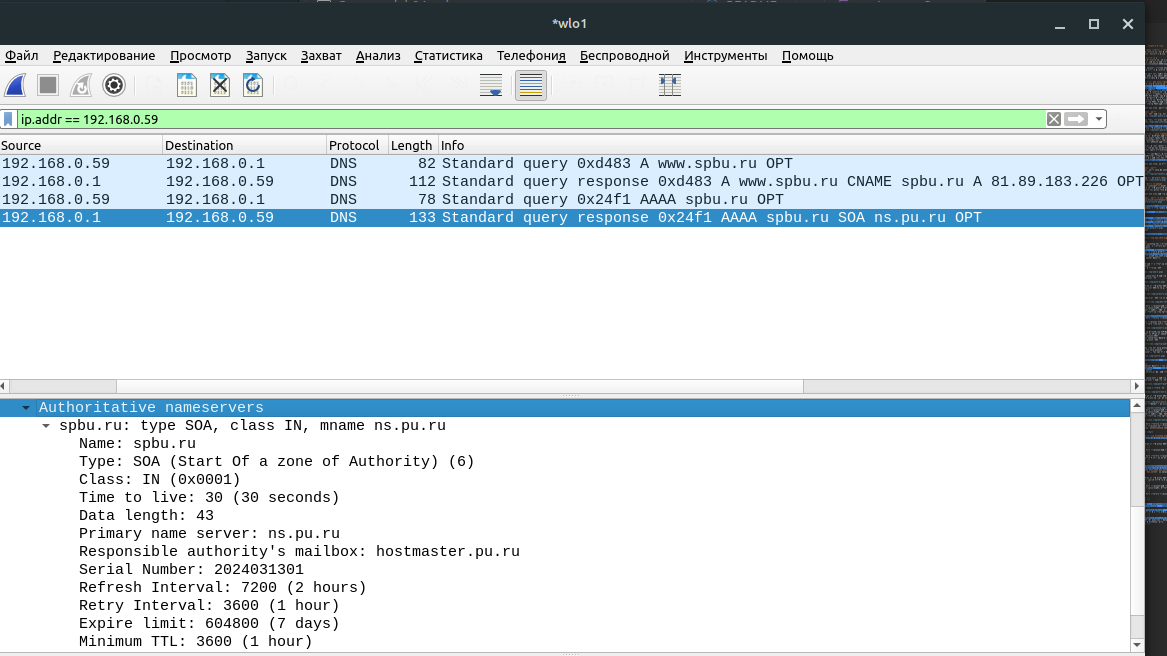 *wlo1
Файл Редактирование Просмотр Запуск Захват Анализ Статистика Телефония Беспроводной Инструменты Помощь
ip.addr == 192.168.0.59
Source Destination Protocol Length Info
192.168.0.59 192.168.0.1 DNS 82 Standard query 0xd483 A www.spbu.ru OPT
192.168.0.1 192.168.0.59 DNS 112 Standard query response 0xd483 A www.spbu.ru CNAME spbu.ru A 81.89.183.226 OPT
192.168.0.59 192.168.0.1 DNS 78 Standard query 0x24f1 AAAA spbu.ru OPT
192.168.0.1 192.168.0.59 DNS 133 Standard query response 0x24f1 AAAA spbu.ru SOA ns.pu.ru OPT
Authoritative nameservers
spbu.ru: type SOA, class IN, mname ns.pu.ru
Name: spbu.ru
Type: SOA (Start Of a zone of Authority) (6)
Class: IN (0x0001)
Time to live: 30 (30 seconds)
Data length: 43
Primary name server: ns.pu.ru
Responsible authority's mailbox: hostmaster.pu.ru
Serial Number: 2024031301
Refresh Interval: 7200 (2 hours)
Retry Interval: 3600 (1 hour)
Expire limit: 604800 (7 days)
Minimum TTL: 3600 (1 hour)